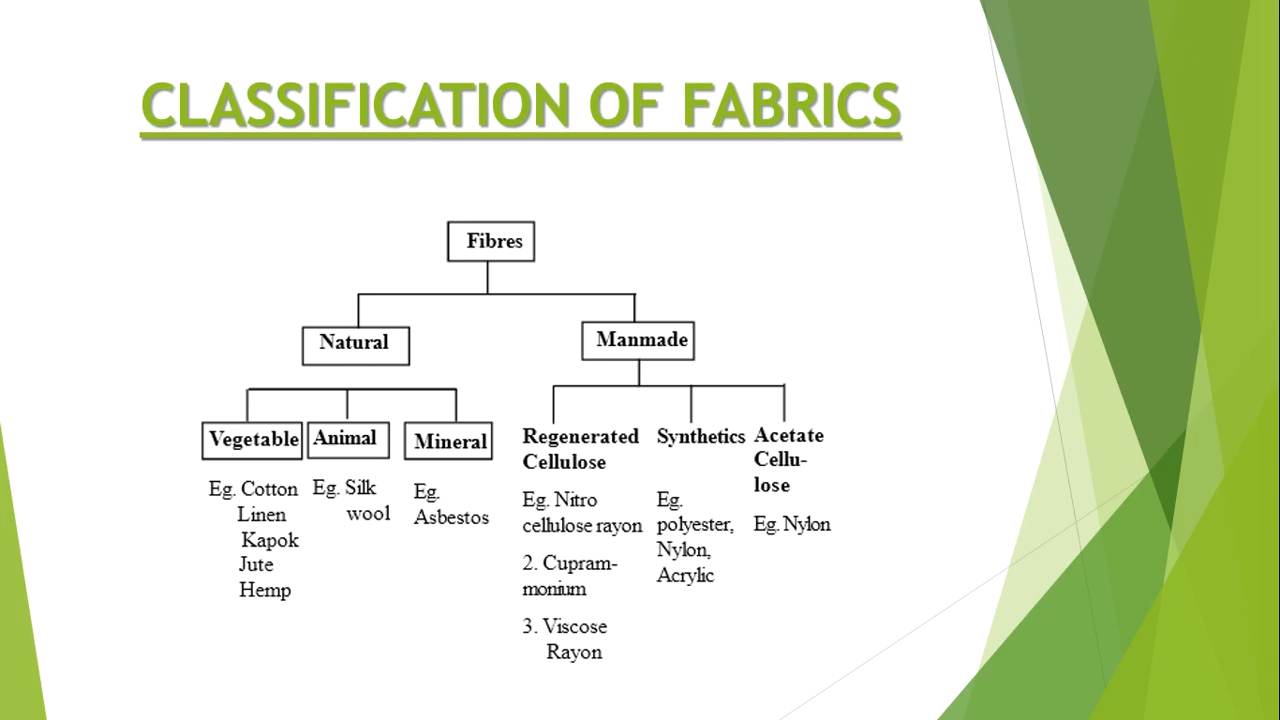 CLASSIFICATION OF FABRICS
Fibres
Natural
Manmade
Vegetable
Eg. Cotton
Linen
Kapok
Jute
Hemp
Animal
Eg. Silk
wool
Mineral
Eg.
Asbestos
Regenerated
Cellulose
Eg. Nitro
cellulose rayon
2. Cupram-
monium
3. Viscose
Rayon
Synthetics
Eg.
polyester,
Nylon,
Acrylic
Acetate
Cellu-
lose
Eg. Nylon